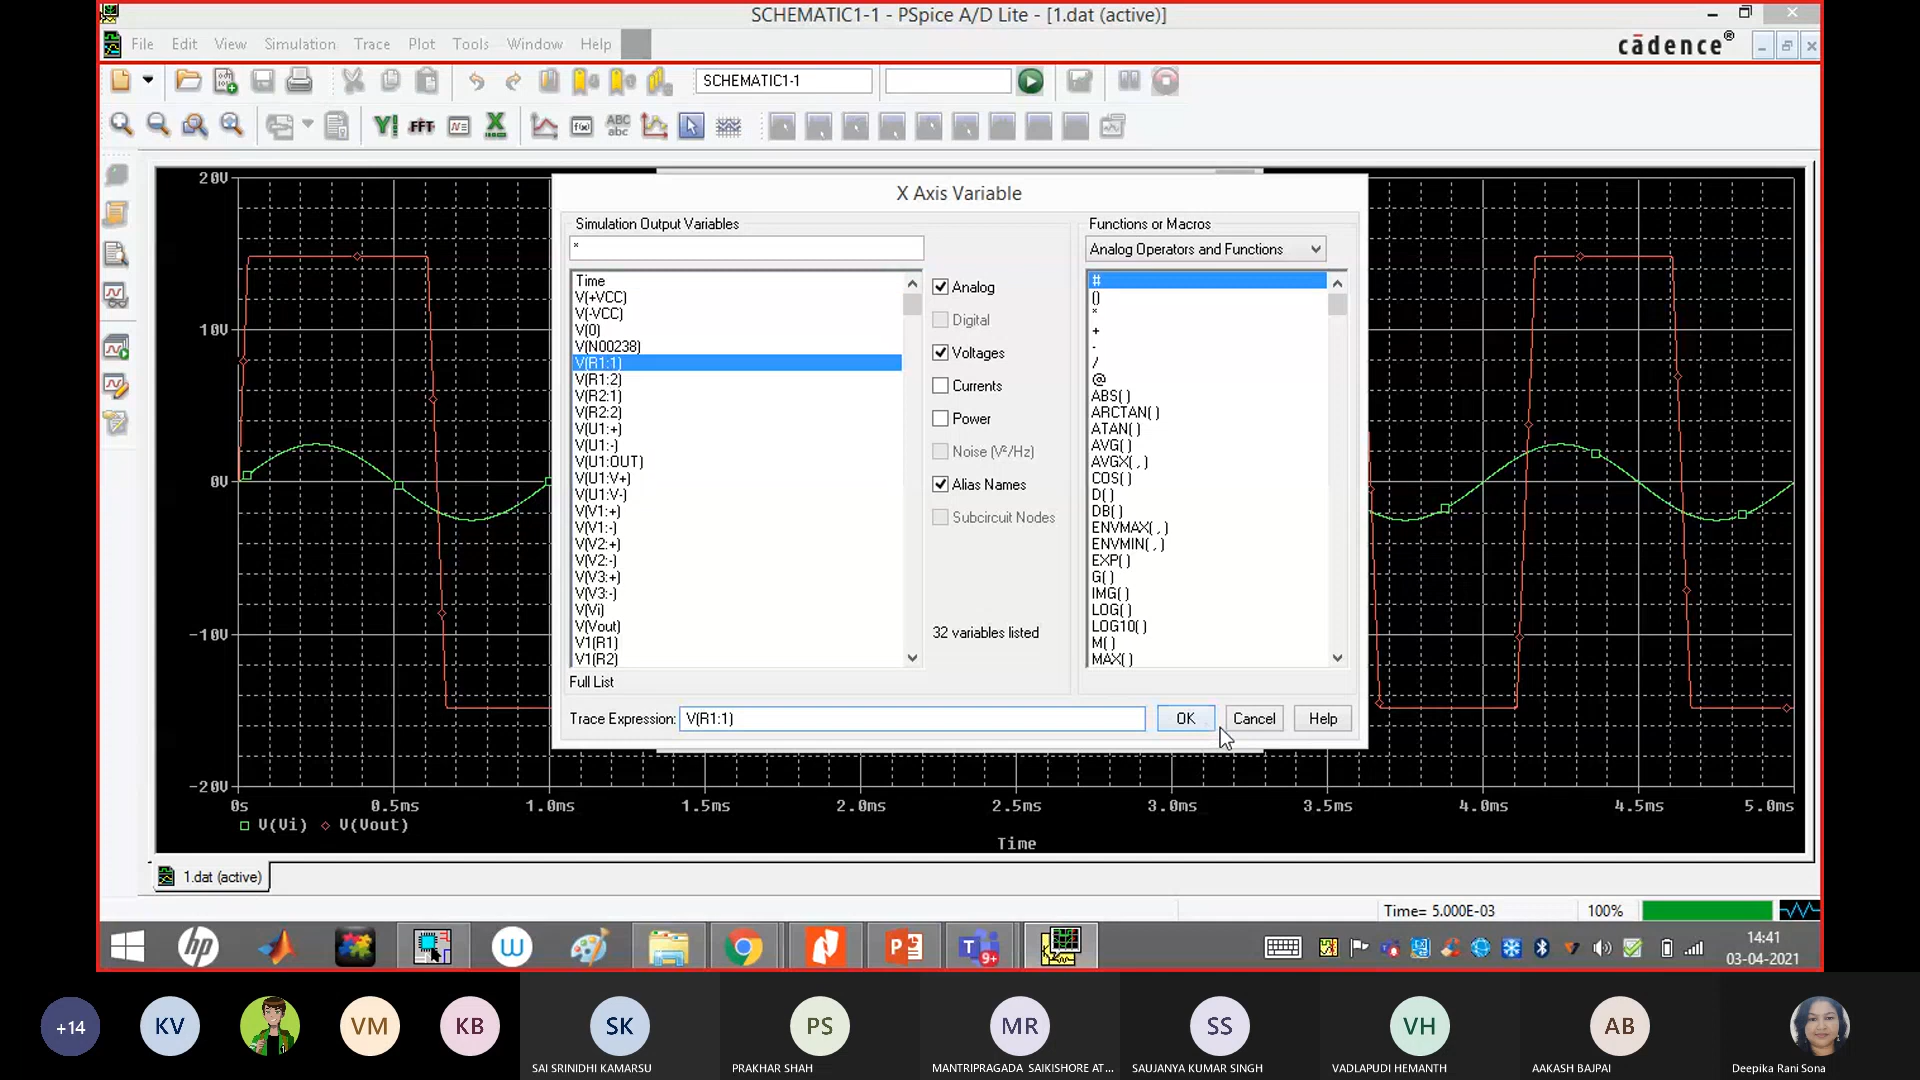 SCHEMATIC1-1 - PSpice A/D Lite - [1.dat (active)]
File Edit View Simulation Trace Plot Tools Window Help
cādence®
SCHEMATIC1-1
FFT
ABC
abc
X Axis Variable
Simulation Output Variables
*
Time
V(+VCC)
V(-VCC)
V(0)
V(N00238)
V(R1:1)
V(R1:2)
V(R2:1)
V(R2:2)
V(U1:+)
V(U1:-)
V(U1:OUT)
V(U1:V+)
V(U1:V-)
V(V1:+)
V(V1:-)
V(V2:+)
V(V2:-)
V(V3:+)
V(V3:-)
V(Vi)
V(Vout)
V1(R1)
V1(R2)
Full List
Analog
Digital
Voltages
Currents
Power
Noise (V²/Hz)
Alias Names
Subcircuit Nodes
32 variables listed
Functions or Macros
Analog Operators and Functions
#
()
*
+
-
/
@
ABS()
ARCTAN()
ATAN()
AVG()
AVGX(,)
COS()
D()
DB()
ENVMAX(,)
ENVMIN(,)
EXP()
G()
IMG()
LOG()
LOG10()
M()
MAX()
Trace Expression: V(R1:1)
OK Cancel Help
20V
10V
0V
-10V
-20V
0s 0.5ms 1.0ms 1.5ms 2.0ms 2.5ms 3.0ms 3.5ms 4.0ms 4.5ms 5.0ms
V(Vi) V(Vout)
Time
1.dat (active)
Time= 5.000E-03 100%
14:41
03-04-2021
+14
KV
VM
KB
SK
SAI SRINIDHI KAMARSU
PS
PRAKHAR SHAH
MR
MANTRIPRAGADA SAIKISHORE AT...
SS
SAUJANYA KUMAR SINGH
VH
VADLAPUDI HEMANTH
AB
AAKASH BAJPAI
Deepika Rani Sona